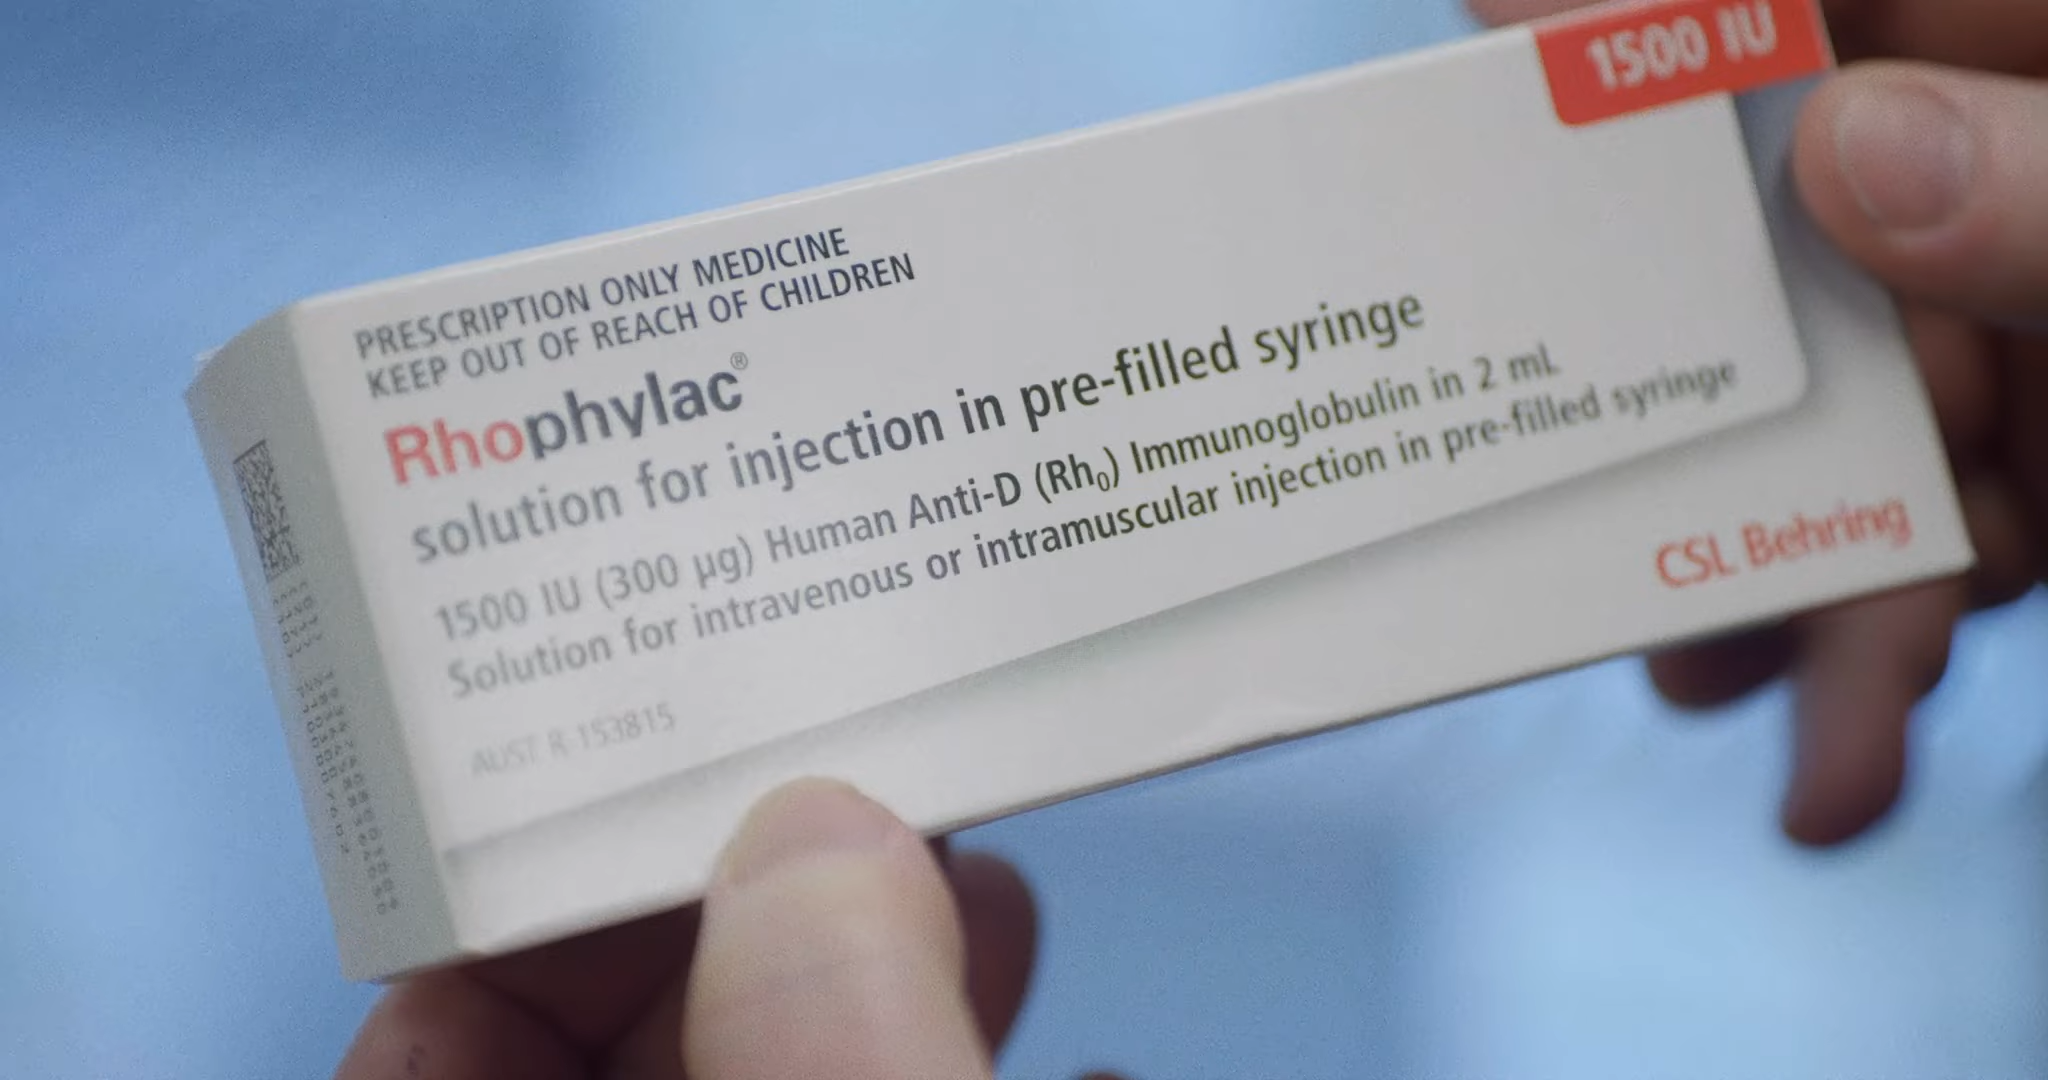 1500 IU
PRESCRIPTION ONLY MEDICINE
KEEP OUT OF REACH OF CHILDREN
Rhophylac®
solution for injection in pre-filled syringe
1500 IU (300 µg) Human Anti-D (Rh₀) Immunoglobulin in 2 mL
Solution for intravenous or intramuscular injection in pre-filled syringe
AUST R 153815
CSL Behring